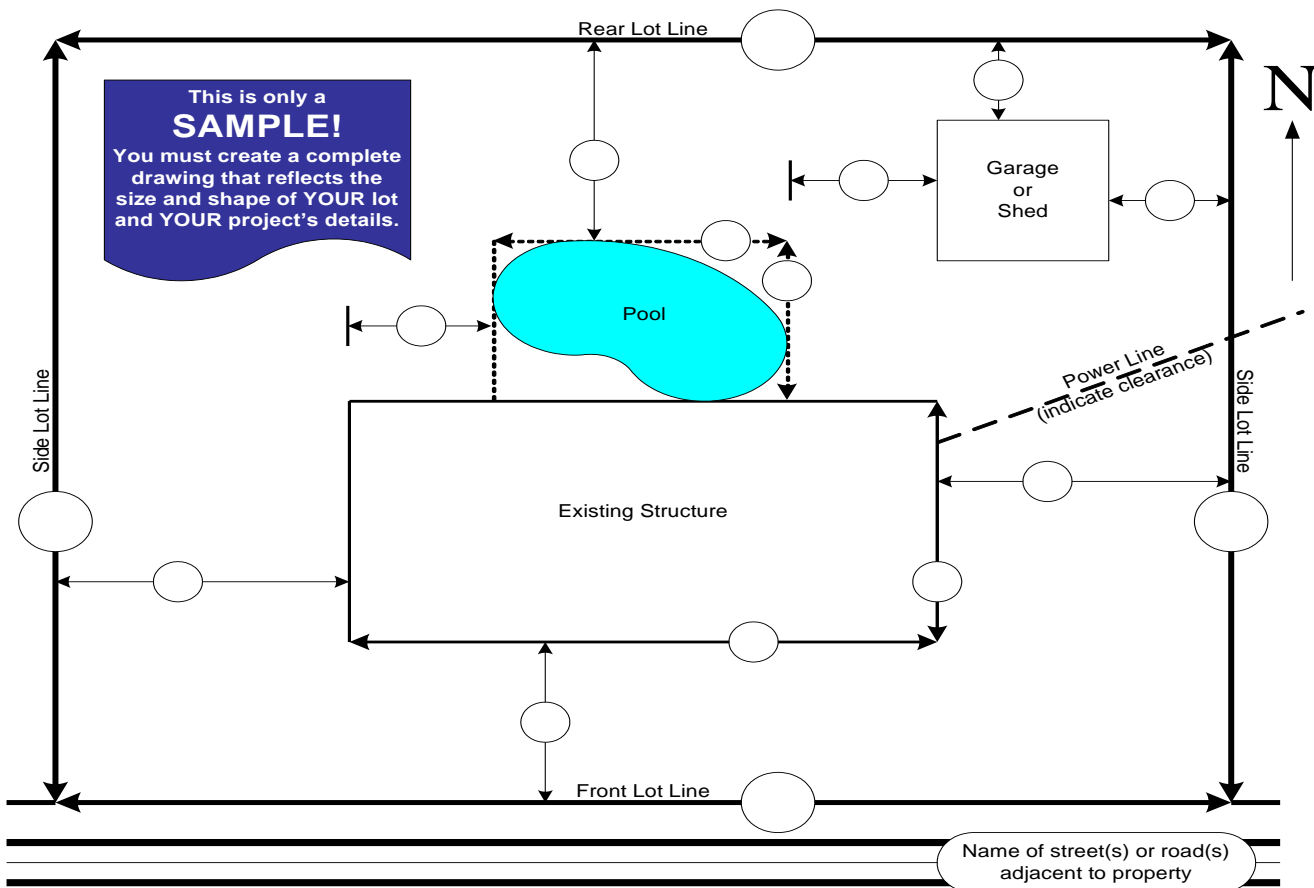 Rear Lot Line
This is only a
SAMPLE!
You must create a complete
drawing that reflects the
size and shape of YOUR lot
and YOUR project's details.
N
Garage
or
Shed
Pool
Power Line
(indicate clearance)
Side Lot Line
Side Lot Line
Existing Structure
Front Lot Line
Name of street(s) or road(s)
adjacent to property